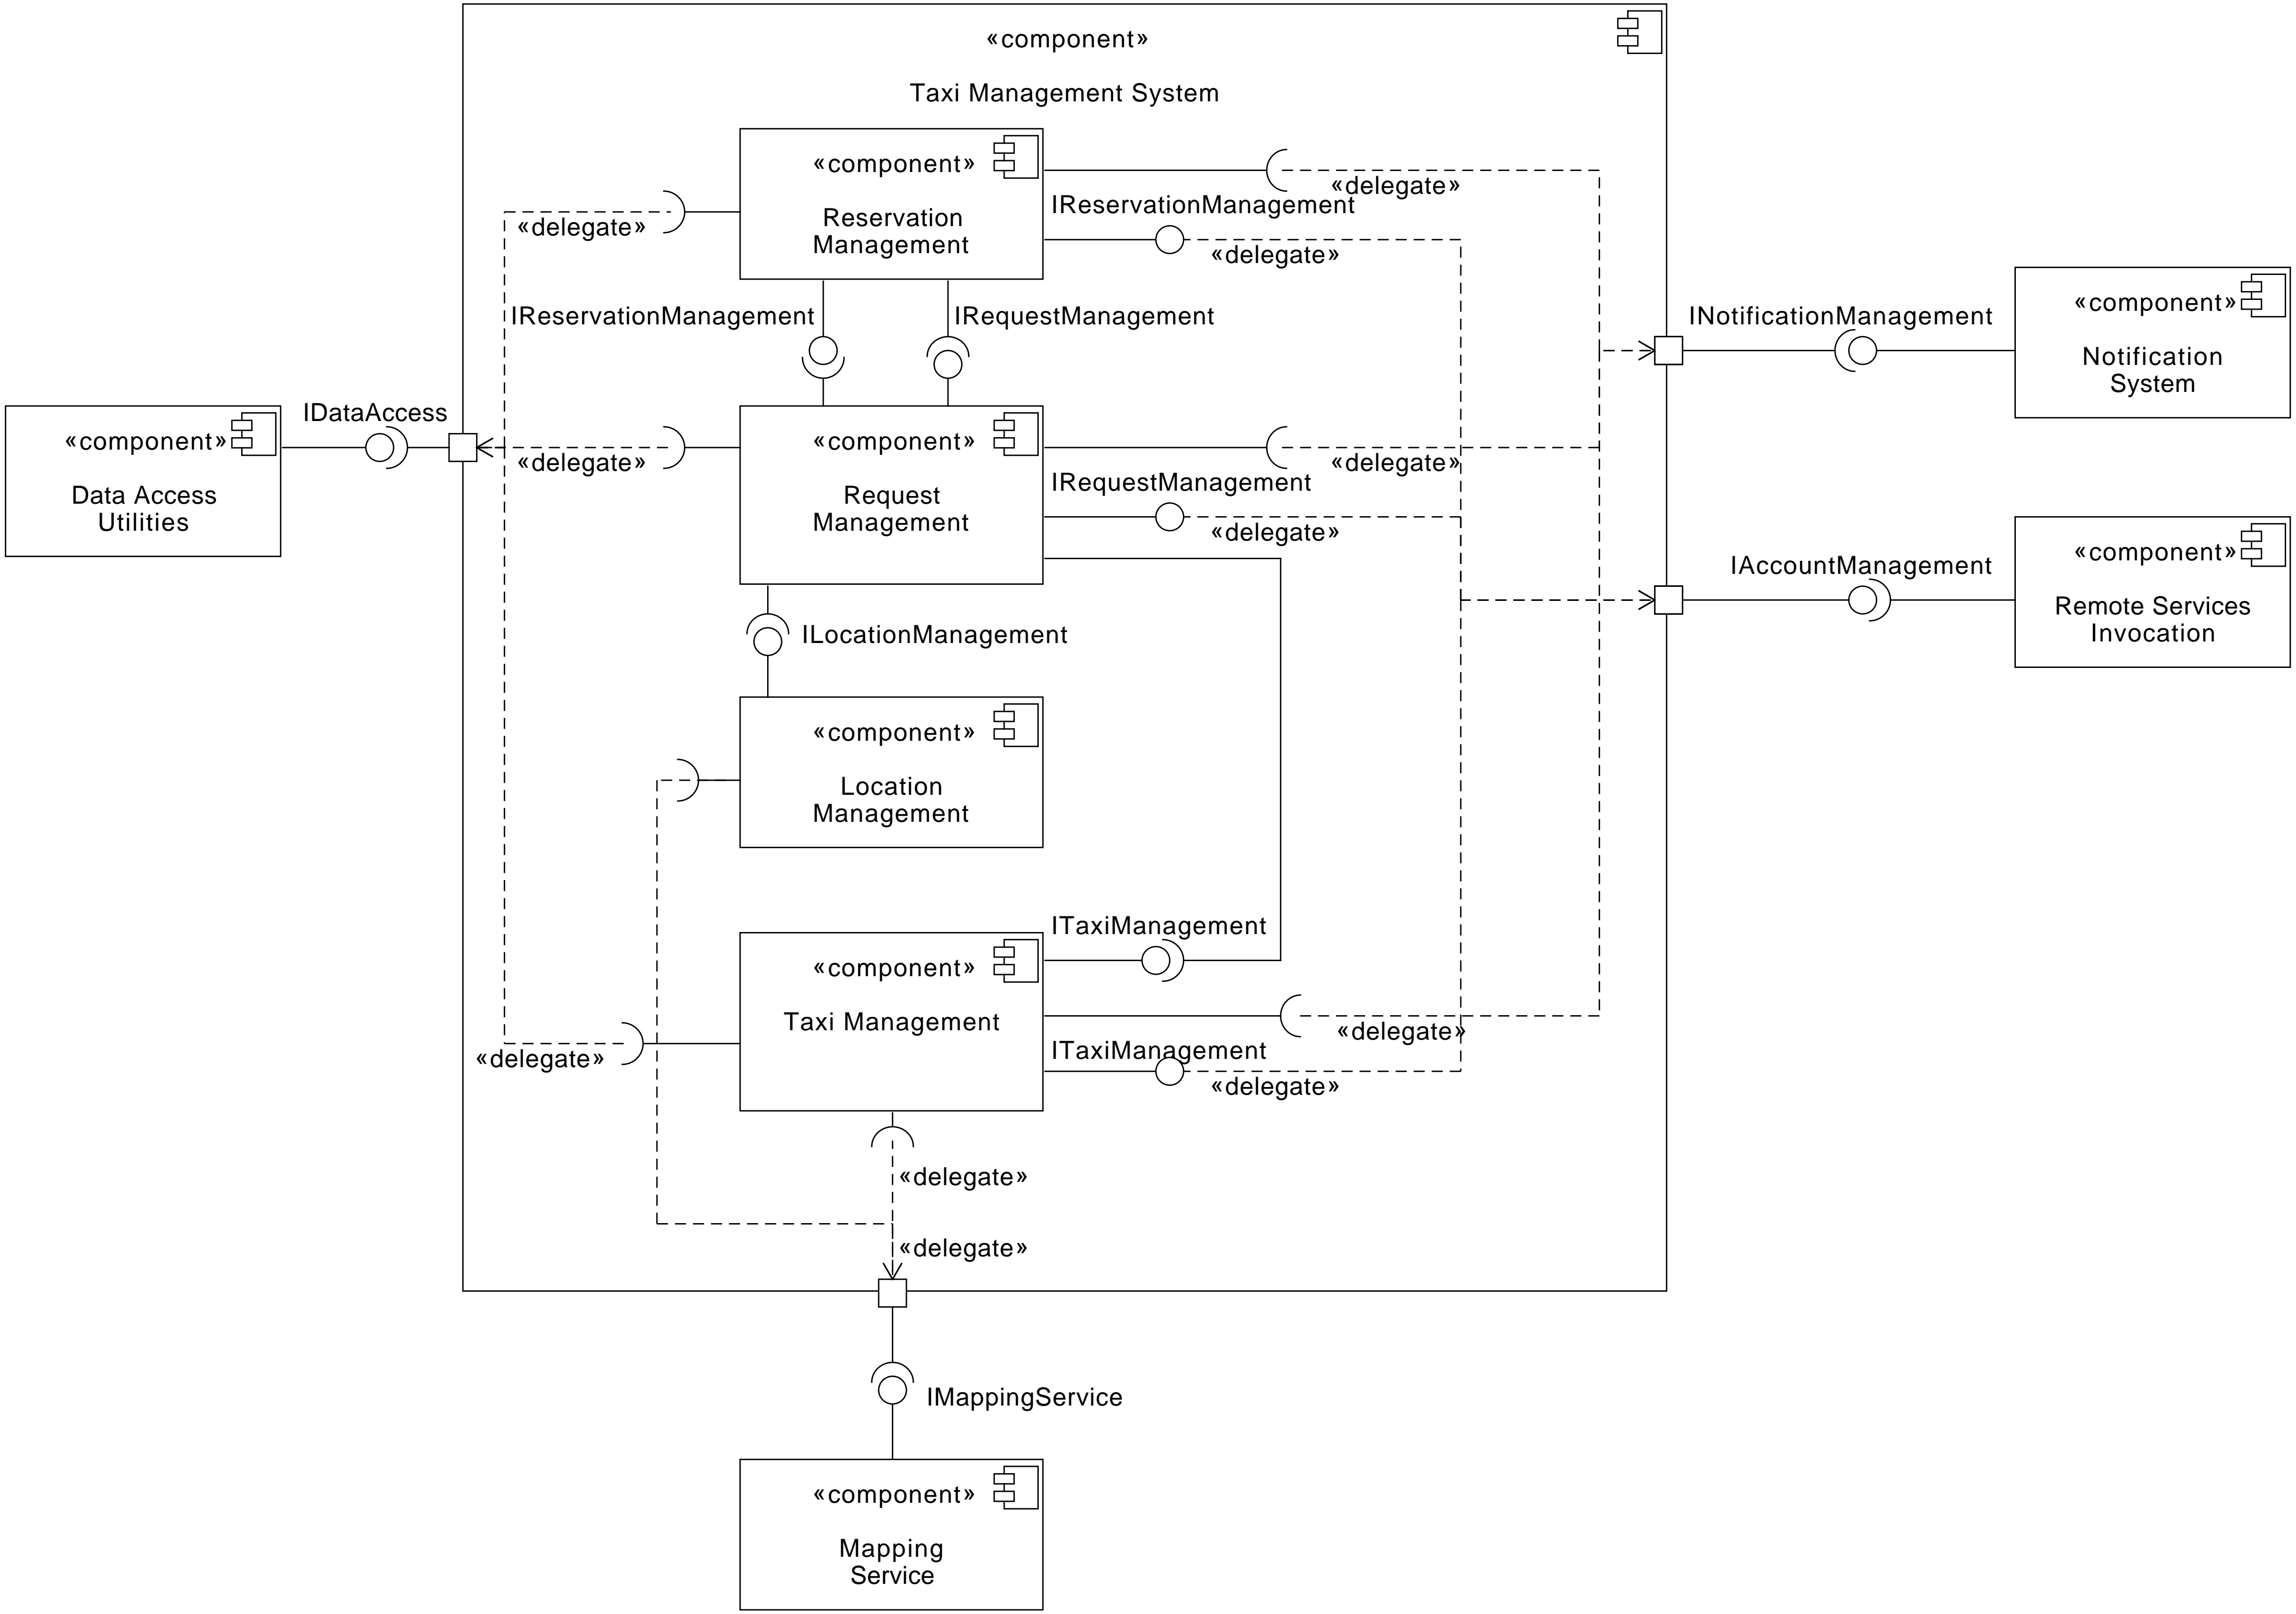 «component»
Taxi Management System
«component»
Reservation
Management
«delegate»
IReservationManagement
«delegate»
«delegate»
IReservationManagement
IRequestManagement
INotificationManagement
«component»
Notification
System
IDataAccess
«component»
Data Access
Utilities
«delegate»
«component»
Request
Management
«delegate»
IRequestManagement
«delegate»
IAccountManagement
«component»
Remote Services
Invocation
ILocationManagement
«component»
Location
Management
ITaxiManagement
«component»
Taxi Management
«delegate»
ITaxiManagement
«delegate»
«delegate»
«delegate»
«delegate»
IMappingService
«component»
Mapping
Service